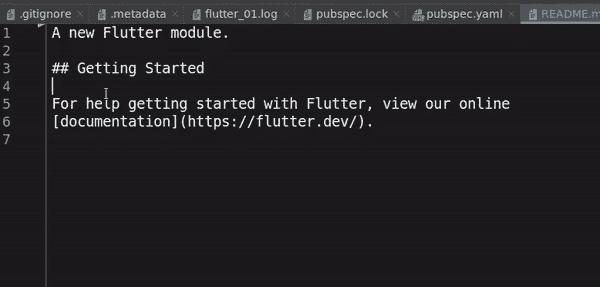 .gitignore .metadata flutter_01.log pubspec.lock pubspec.yaml README.m
1 A new Flutter module.
2
3 ## Getting Started
4
5 For help getting started with Flutter, view our online
6 [documentation](https://flutter.dev/).
7